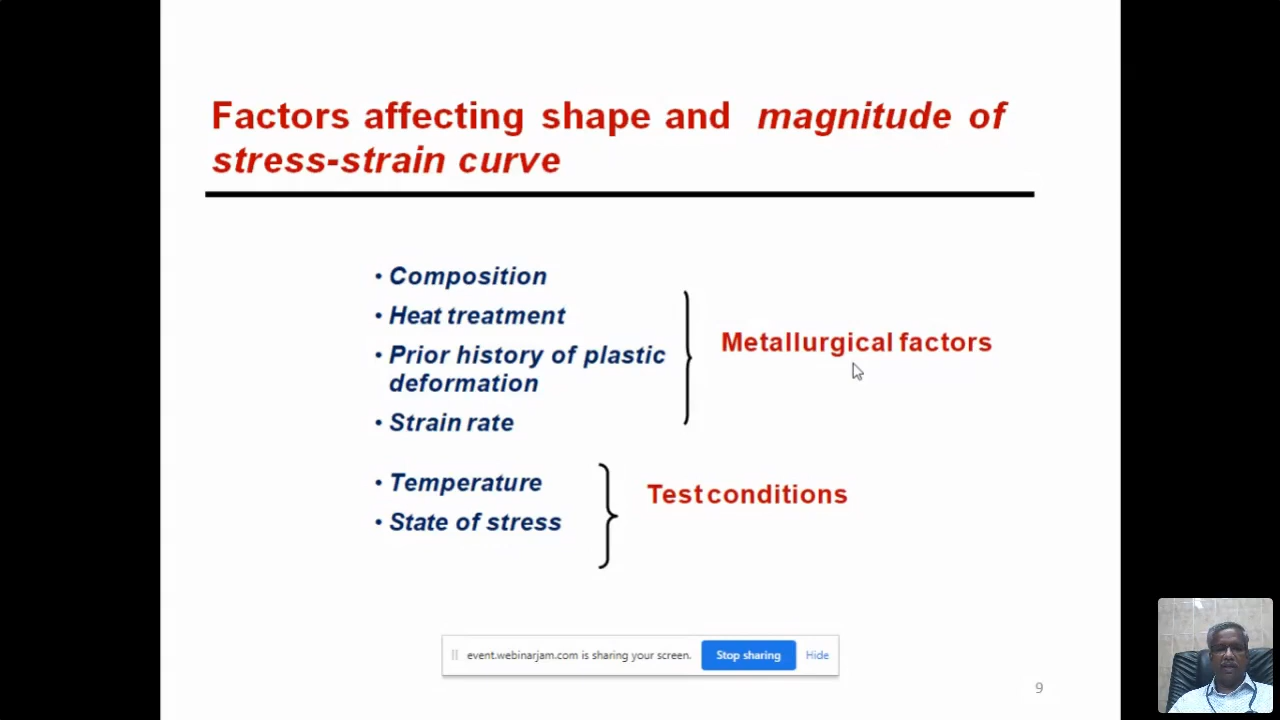 Factors affecting shape and magnitude of
stress-strain curve
• Composition
• Heat treatment
• Prior history of plastic
deformation
• Strain rate
Metallurgical factors
• Temperature
• State of stress
Test conditions
event.webinarjam.com is sharing your screen.
Stop sharing
Hide
9